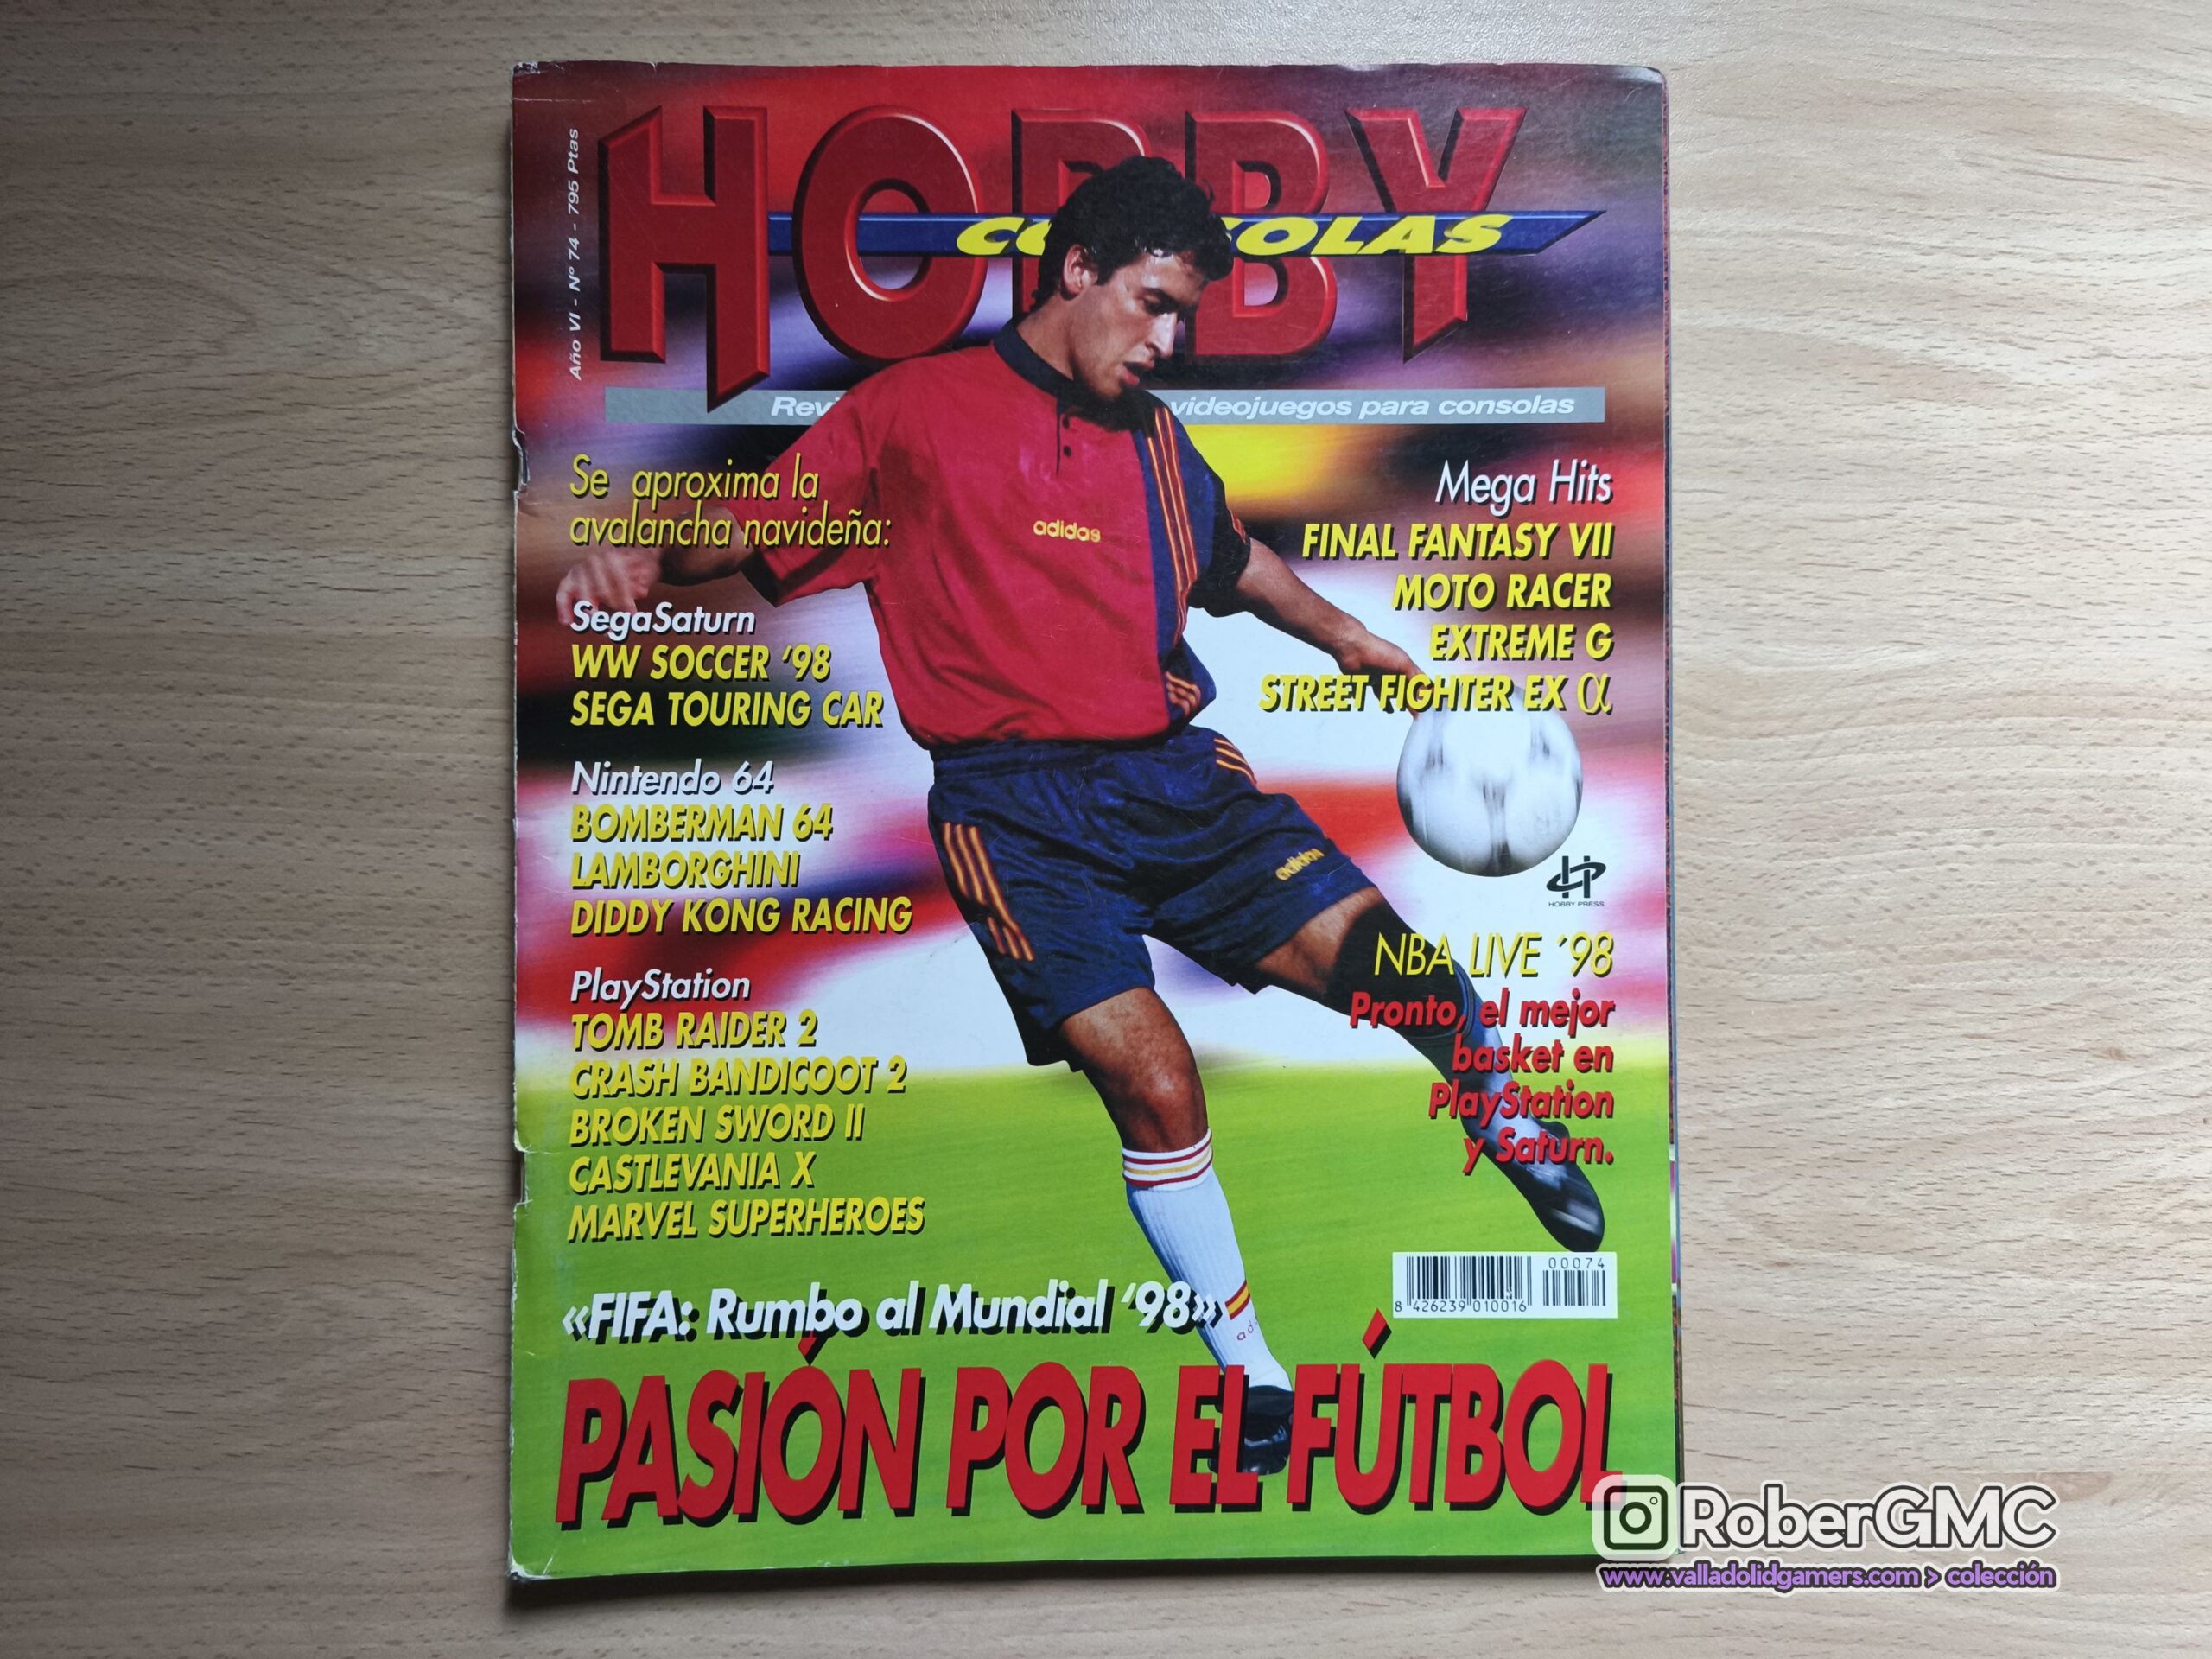 Año VI - Nº 74 - 795 Ptas
HOBBY
CONSOLAS
videojuegos para consolas
Se aproxima la
avalancha navideña:
SegaSaturn
WW SOCCER '98
SEGA TOURING CAR
Nintendo 64
BOMBERMAN 64
LAMBORGHINI
DIDDY KONG RACING
PlayStation
TOMB RAIDER 2
CRASH BANDICOOT 2
BROKEN SWORD II
CASTLEVANIA X
MARVEL SUPERHEROES
adidas
adidas
Mega Hits
FINAL FANTASY VII
MOTO RACER
EXTREME G
STREET FIGHTER EX α
HOBBY PRESS
NBA LIVE ´98
Pronto, el mejor
basket en
PlayStation
y Saturn.
00074
8 426239 010016
«FIFA: Rumbo al Mundial '98»
PASIÓN POR EL FÚTBOL
RoberGMC
www.valladolidgamers.com > colección